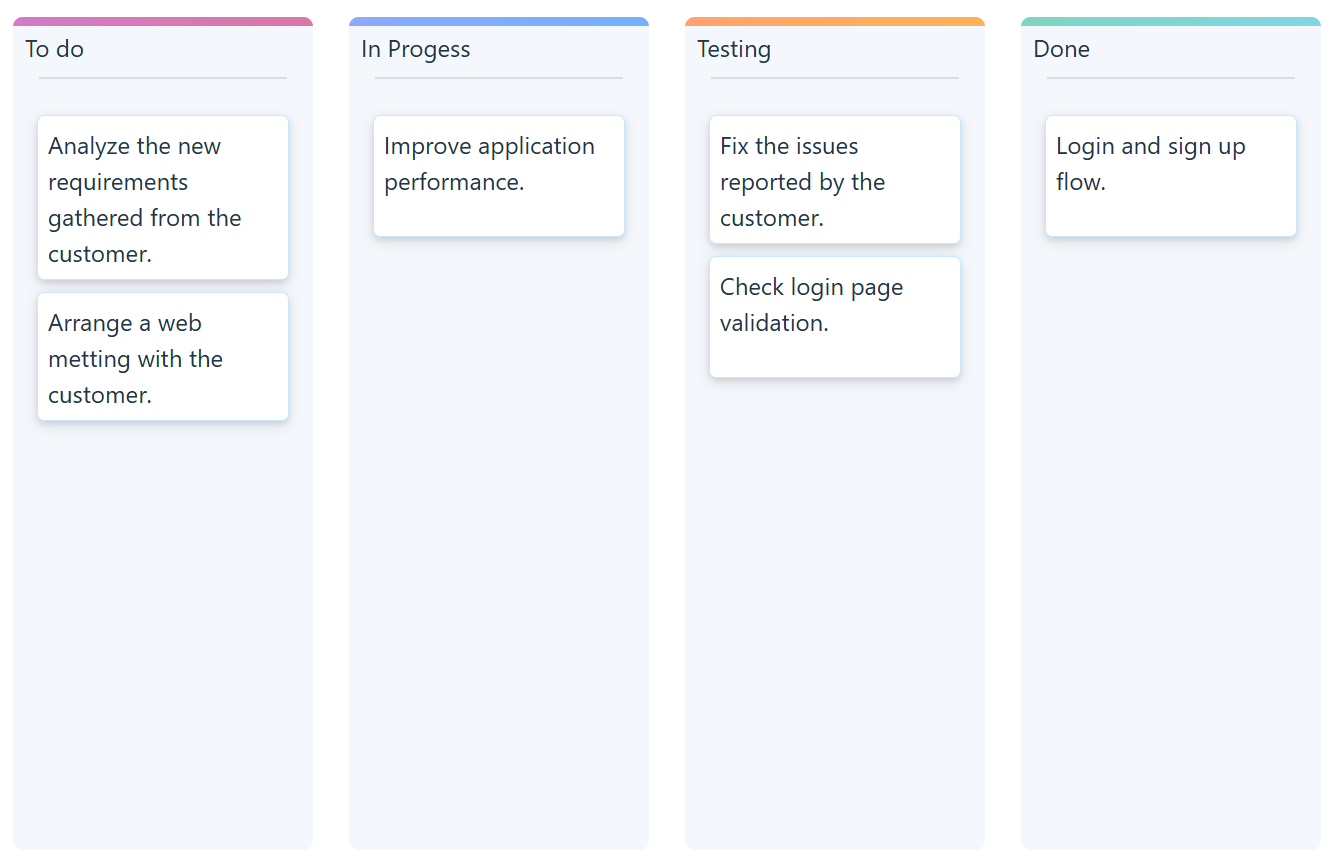 To do
Analyze the new
requirements
gathered from the
customer.
Arrange a web
metting with the
customer.
In Progess
Improve application
performance.
Testing
Fix the issues
reported by the
customer.
Check login page
validation.
Done
Login and sign up
flow.